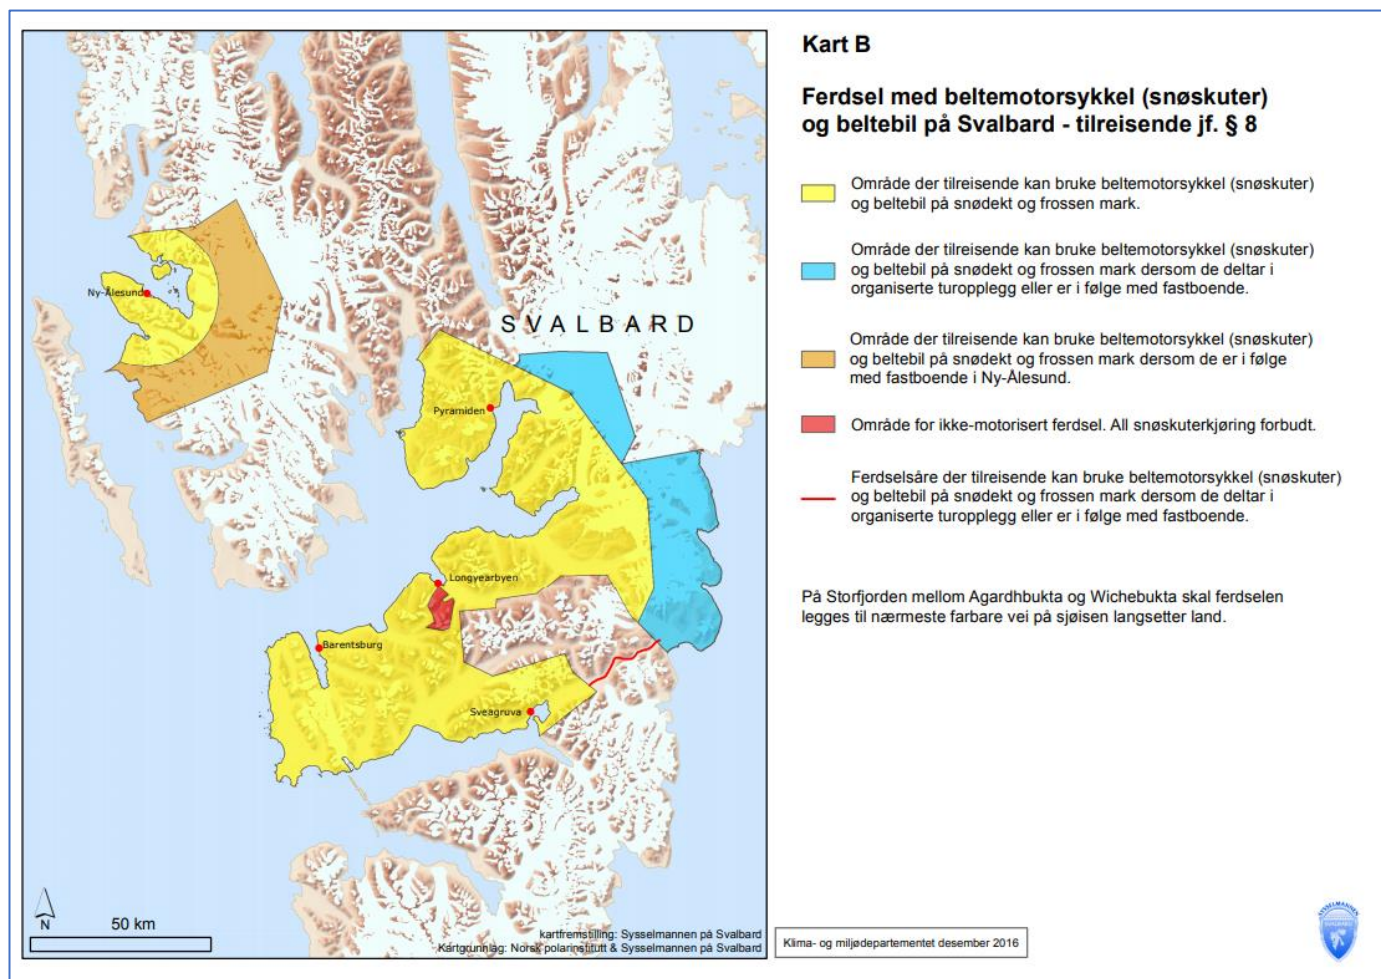 Kart B
Ferdsel med beltemotorsykkel (snøskuter)
og beltebil på Svalbard - tilreisende jf. § 8
Område der tilreisende kan bruke beltemotorsykkel (snøskuter)
og beltebil på snødekt og frossen mark.
Område der tilreisende kan bruke beltemotorsykkel (snøskuter)
og beltebil på snødekt og frossen mark dersom de deltar i
organiserte turopplegg eller er i følge med fastboende.
Område der tilreisende kan bruke beltemotorsykkel (snøskuter)
og beltebil på snødekt og frossen mark dersom de er i følge
med fastboende i Ny-Ålesund.
Område for ikke-motorisert ferdsel. All snøskuterkjøring forbudt.
Ferdselsåre der tilreisende kan bruke beltemotorsykkel (snøskuter)
og beltebil på snødekt og frossen mark dersom de deltar i
organiserte turopplegg eller er i følge med fastboende.
På Storfjorden mellom Agardhbukta og Wichebukta skal ferdselen
legges til nærmeste farbare vei på sjøisen langsetter land.
Ny-Ålesund
SVALBARD
Pyramiden
Longyearbyen
Barentsburg
Sveagruva
N
50 km
kartfremstilling: Sysselmannen på Svalbard
Kartgrunnlag: Norsk polarinstitutt & Sysselmannen på Svalbard
Klima- og miljødepartementet desember 2016
SYSSELMANNEN
SVALBARD